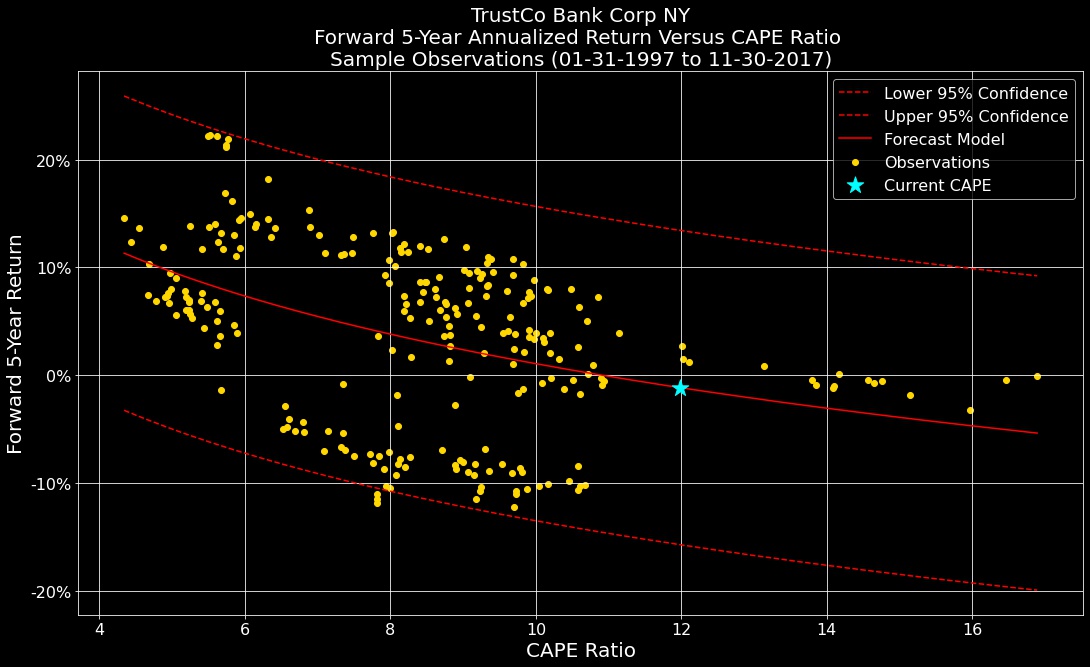 TrustCo Bank Corp NY
Forward 5-Year Annualized Return Versus CAPE Ratio
Sample Observations (01-31-1997 to 11-30-2017)
Lower 95% Confidence
Upper 95% Confidence
Forecast Model
Observations
Current CAPE
Forward 5-Year Return
20%
10%
0%
-10%
-20%
4 6 8 10 12 14 16
CAPE Ratio